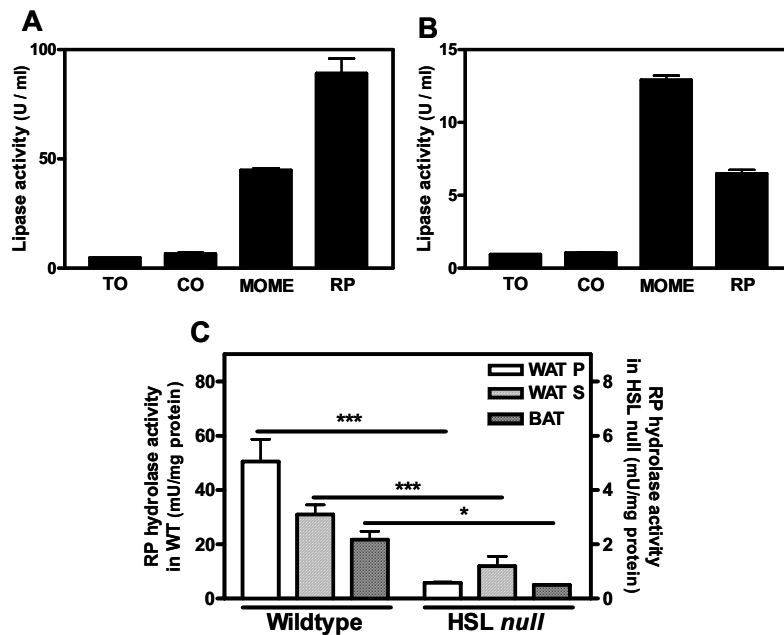 A
Lipase activity (U / ml)
100
50
0
TO CO MOME RP
B
Lipase activity (U / ml)
15
10
5
0
TO CO MOME RP
C
RP hydrolase activity
in WT (mU/mg protein)
80
60
40
20
0
WAT P
WAT S
BAT
***
***
*
8
6
4
2
0
RP hydrolase activity
in HSL null (mU/mg protein)
Wildtype HSL null